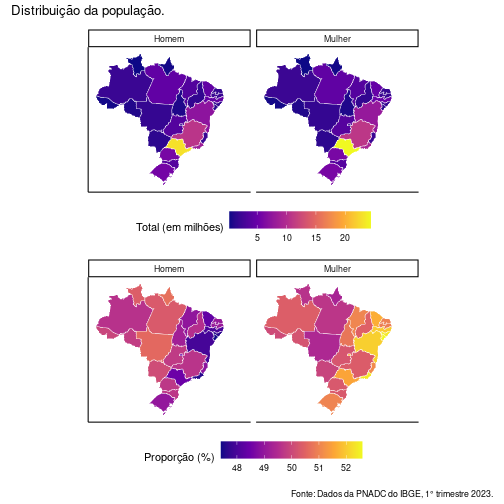 Distribuição da população.
Homem
Mulher
Total (em milhões)
5 10 15 20
Homem
Mulher
Proporção (%)
48 49 50 51 52
Fonte: Dados da PNADC do IBGE, 1° trimestre 2023.